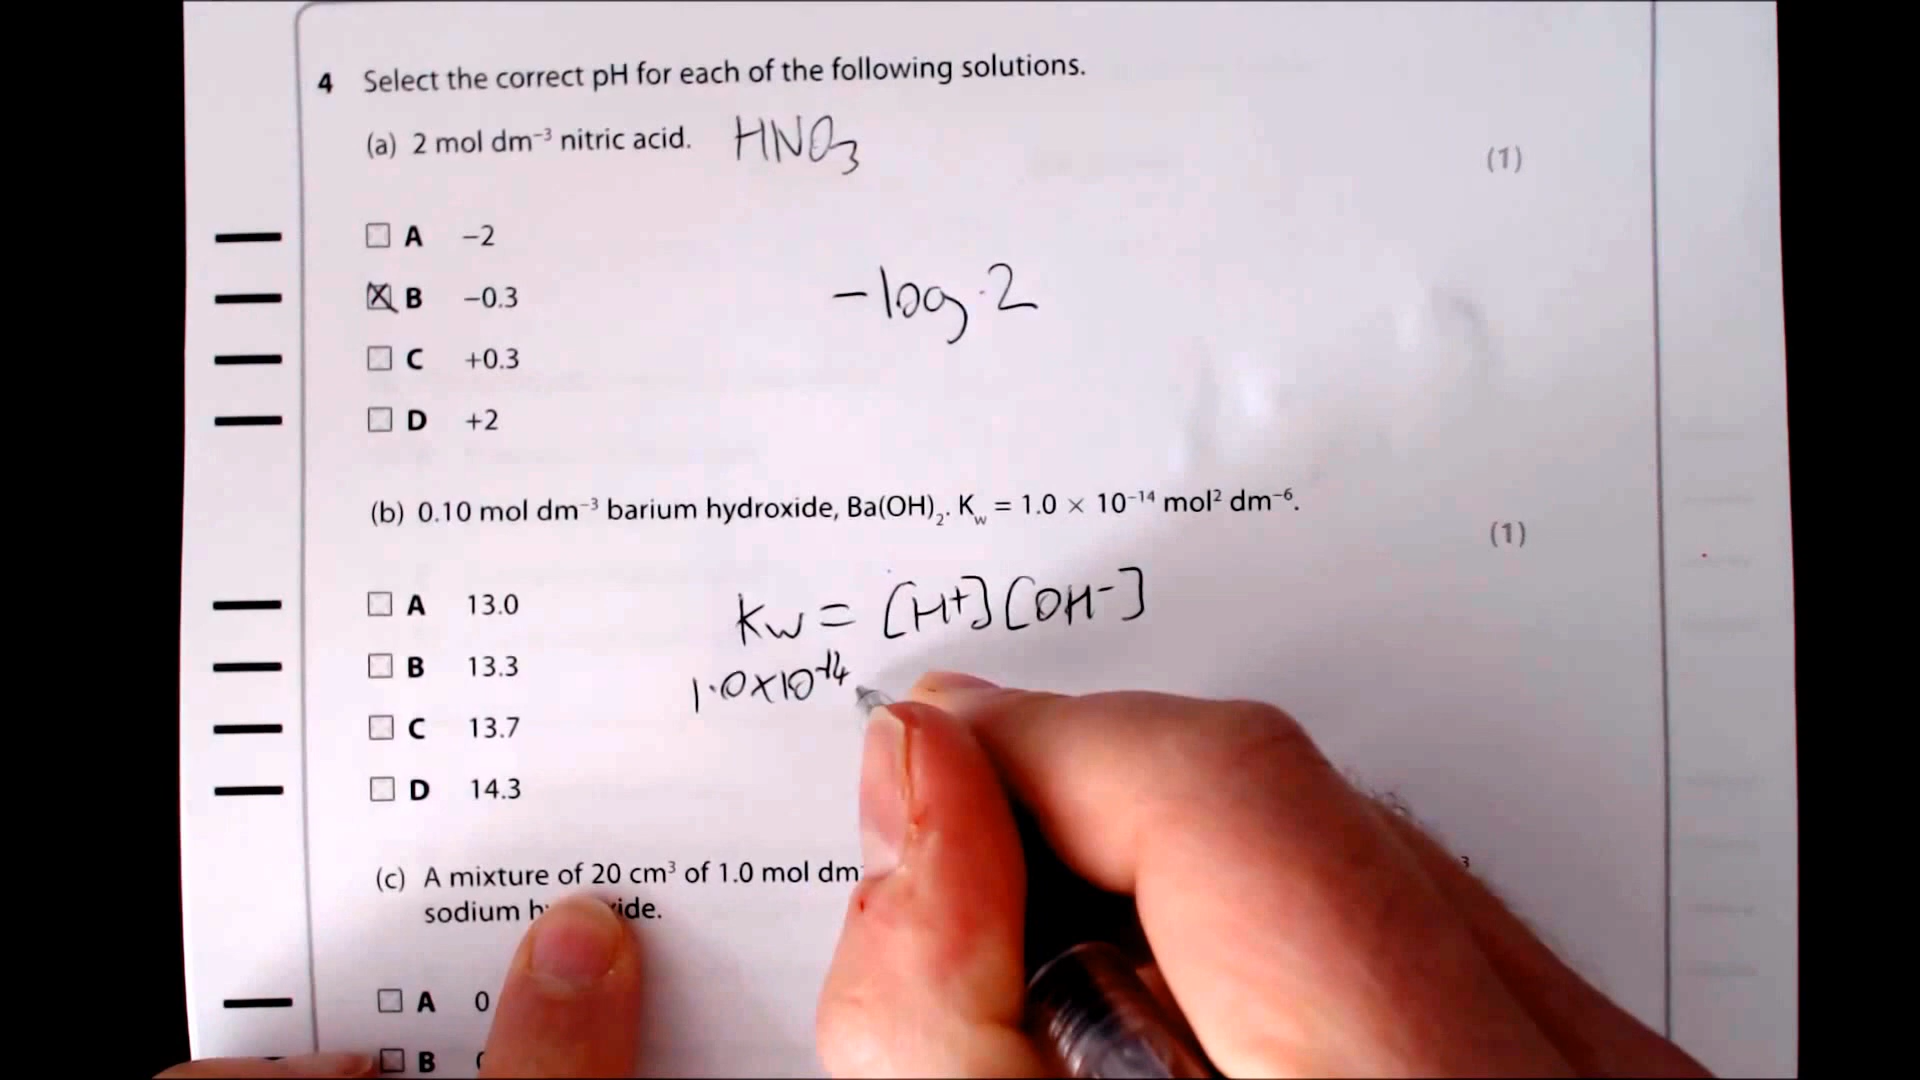 4 Select the correct pH for each of the following solutions.
(a) 2 mol dm⁻³ nitric acid. HNO₃
(1)
A −2
B −0.3
C +0.3
D +2
−log 2
(b) 0.10 mol dm⁻³ barium hydroxide, Ba(OH)₂. K_w = 1.0 × 10⁻¹⁴ mol² dm⁻⁶.
(1)
A 13.0
B 13.3
C 13.7
D 14.3
Kw = [H⁺][OH⁻]
1.0×10⁻¹⁴
(c) A mixture of 20 cm³ of 1.0 mol dm
sodium
A 0
B